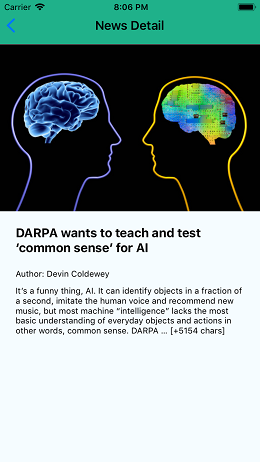 Carrier 8:06 PM
News Detail
DARPA wants to teach and test
‘common sense’ for AI
Author: Devin Coldewey
It’s a funny thing, AI. It can identify objects in a fraction of
a second, imitate the human voice and recommend new
music, but most machine “intelligence” lacks the most
basic understanding of everyday objects and actions in
other words, common sense. DARPA … [+5154 chars]